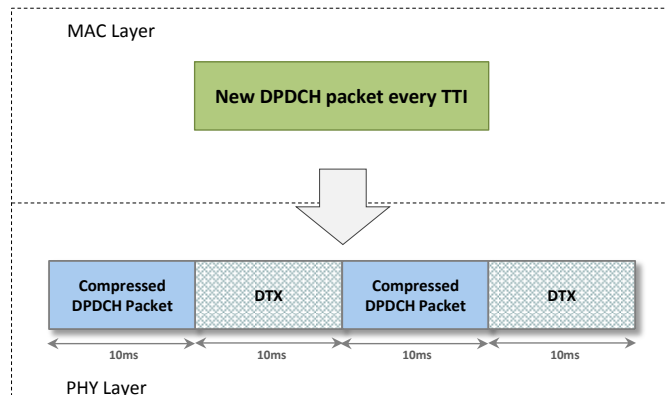 MAC Layer
New DPDCH packet every TTI
Compressed
DPDCH Packet
DTX
Compressed
DPDCH Packet
DTX
10ms
10ms
10ms
10ms
PHY Layer